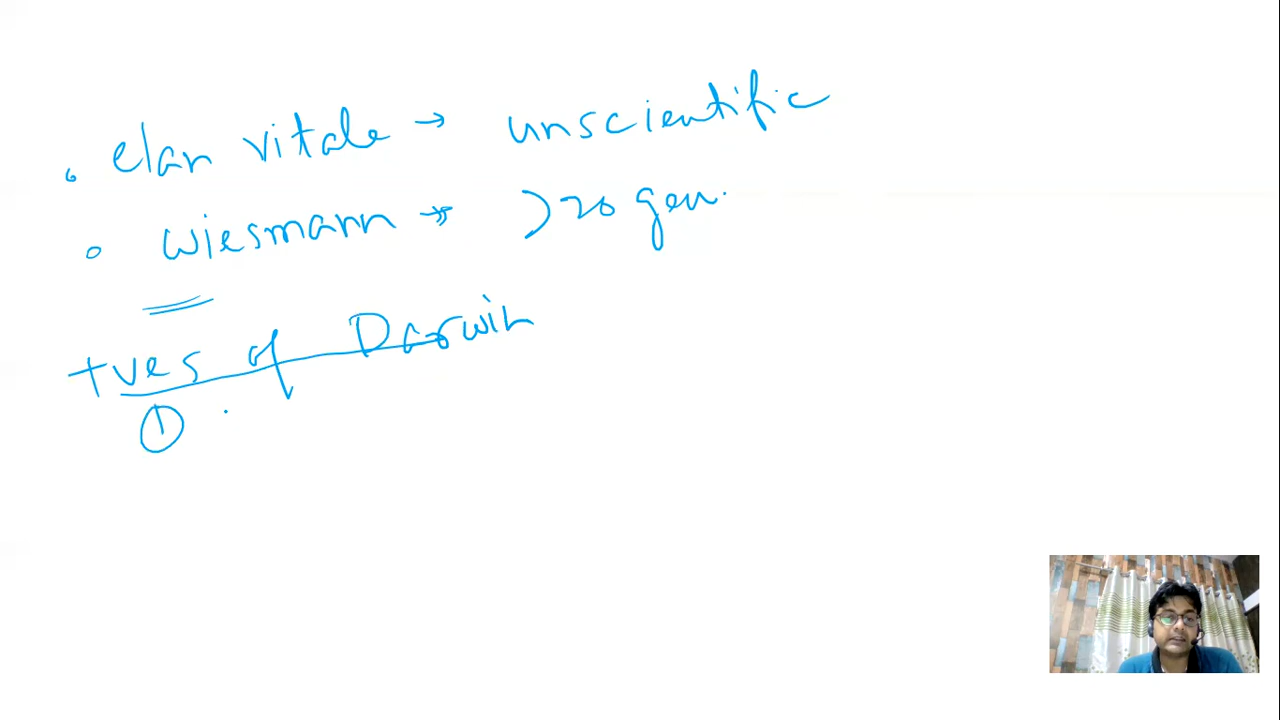 • elan vitale → unscientific
• wiesmann → >20 gen.
+ves of Darwin
① .